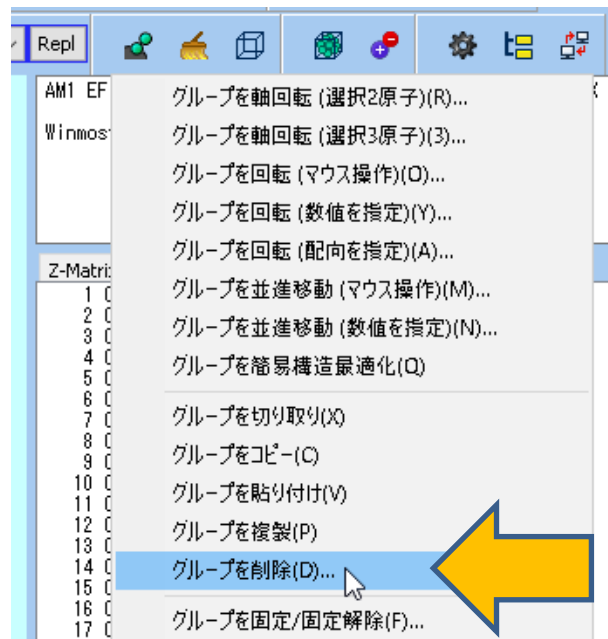 Repl
AM1 EF
Winmos
グループを軸回転 (選択2原子)(R)...
グループを軸回転 (選択3原子)(3)...
グループを回転 (マウス操作)(O)...
グループを回転 (数値を指定)(Y)...
グループを回転 (配向を指定)(A)...
グループを並進移動 (マウス操作)(M)...
グループを並進移動 (数値を指定)(N)...
グループを簡易構造最適化(Q)
グループを切り取り(X)
グループをコピー(C)
グループを貼り付け(V)
グループを複製(P)
グループを削除(D)...
グループを固定/固定解除(F)...
Z-Matri
1
2
3
4
5
6
7
8
9
10
11
12
13
14
15
16
17